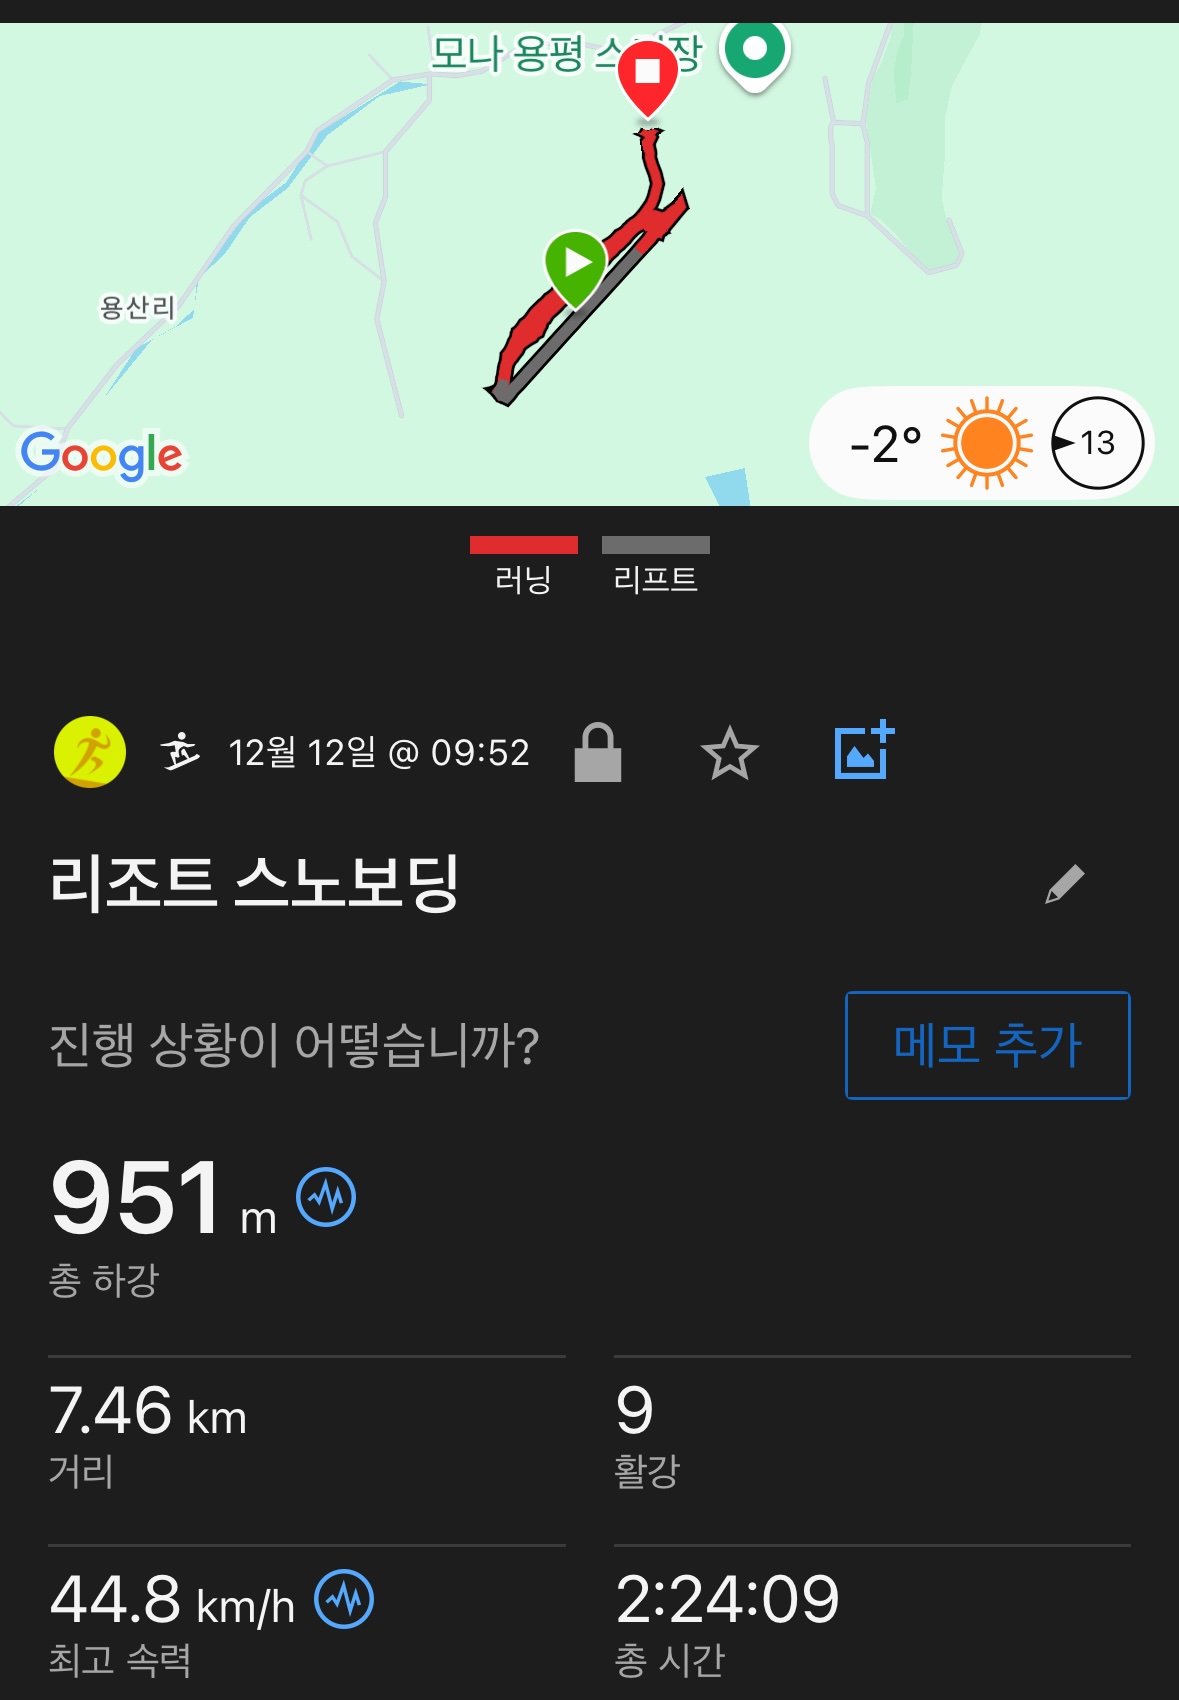 모나 용평 스키장
용산리
Google
-2°
13
러닝
리프트
12월 12일 @ 09:52
리조트 스노보딩
진행 상황이 어떻습니까?
메모 추가
951 m
총 하강
7.46 km
거리
9
활강
44.8 km/h
최고 속력
2:24:09
총 시간